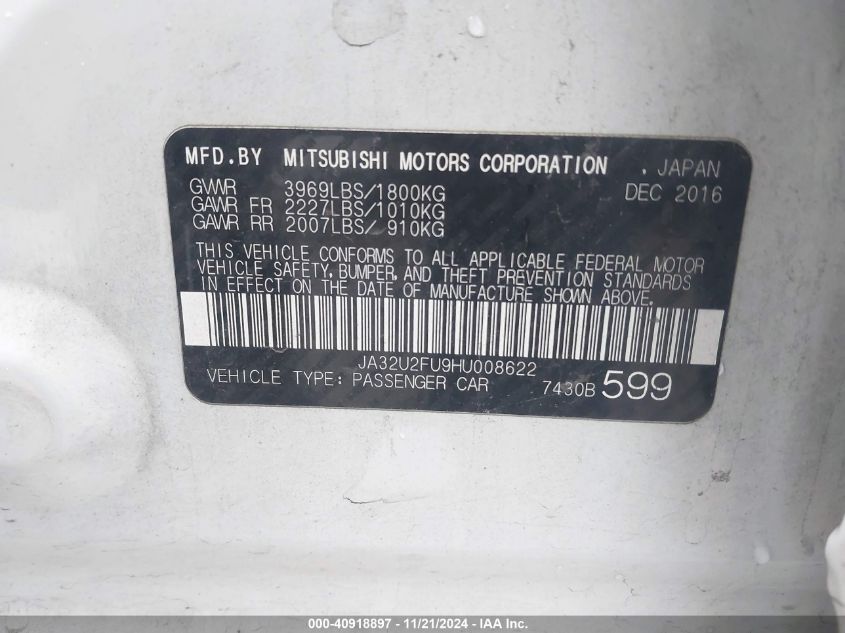 MFD.BY MITSUBISHI MOTORS CORPORATION , JAPAN
GVWR 3969LBS/1800KG DEC 2016
GAWR FR 2227LBS/1010KG
GAWR RR 2007LBS/ 910KG
THIS VEHICLE CONFORMS TO ALL APPLICABLE FEDERAL MOTOR
VEHICLE SAFETY, BUMPER, AND THEFT PREVENTION STANDARDS
IN EFFECT ON THE DATE OF MANUFACTURE SHOWN ABOVE.
JA32U2FU9HU008622
VEHICLE TYPE: PASSENGER CAR 7430B 599
000-40918897 - 11/21/2024 - IAA Inc.